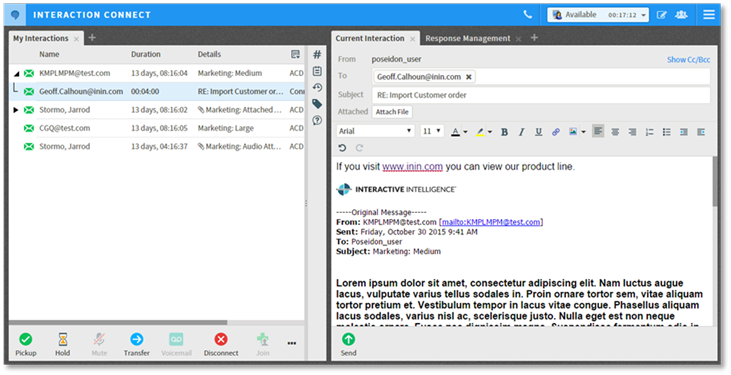 INTERACTION CONNECT
Available 00:17:12
My Interactions
Name Duration Details
KMPLMPM@test.com 13 days, 08:16:04 Marketing: Medium ACD
Geoff.Calhoun@inin.com 00:04:00 RE: Import Customer or... Conn
Stormo, Jarrod 13 days, 08:16:02 Marketing: Attached ... ACD
CGQ@test.com 13 days, 08:16:05 Marketing: Large ACD
Stormo, Jarrod 13 days, 04:16:37 Marketing: Audio Att... ACD
Pickup Hold Mute Transfer Voicemail Disconnect Join
Current Interaction Response Management
From poseidon_user Show Cc/Bcc
To Geoff.Calhoun@inin.com
Subject RE: Import Customer order
Attached Attach File
Arial 11 A B I U
If you visit www.inin.com you can view our product line.
INTERACTIVE INTELLIGENCE
-----Original Message-----
From: KMPLMPM@test.com [mailto:KMPLMPM@test.com]
Sent: Friday, October 30 2015 9:41 AM
To: Poseidon_user
Subject: Marketing: Medium
Lorem ipsum dolor sit amet, consectetur adipiscing elit. Nam luctus augue
lacus, vulputate varius tellus sodales in. Proin ornare tortor sem, vitae aliquam
tortor pretium et. Vestibulum tempor in lacus vitae congue. Phasellus aliquam
lacus sodales, varius nisl ac, scelerisque justo. Nulla eget est non neque
Send